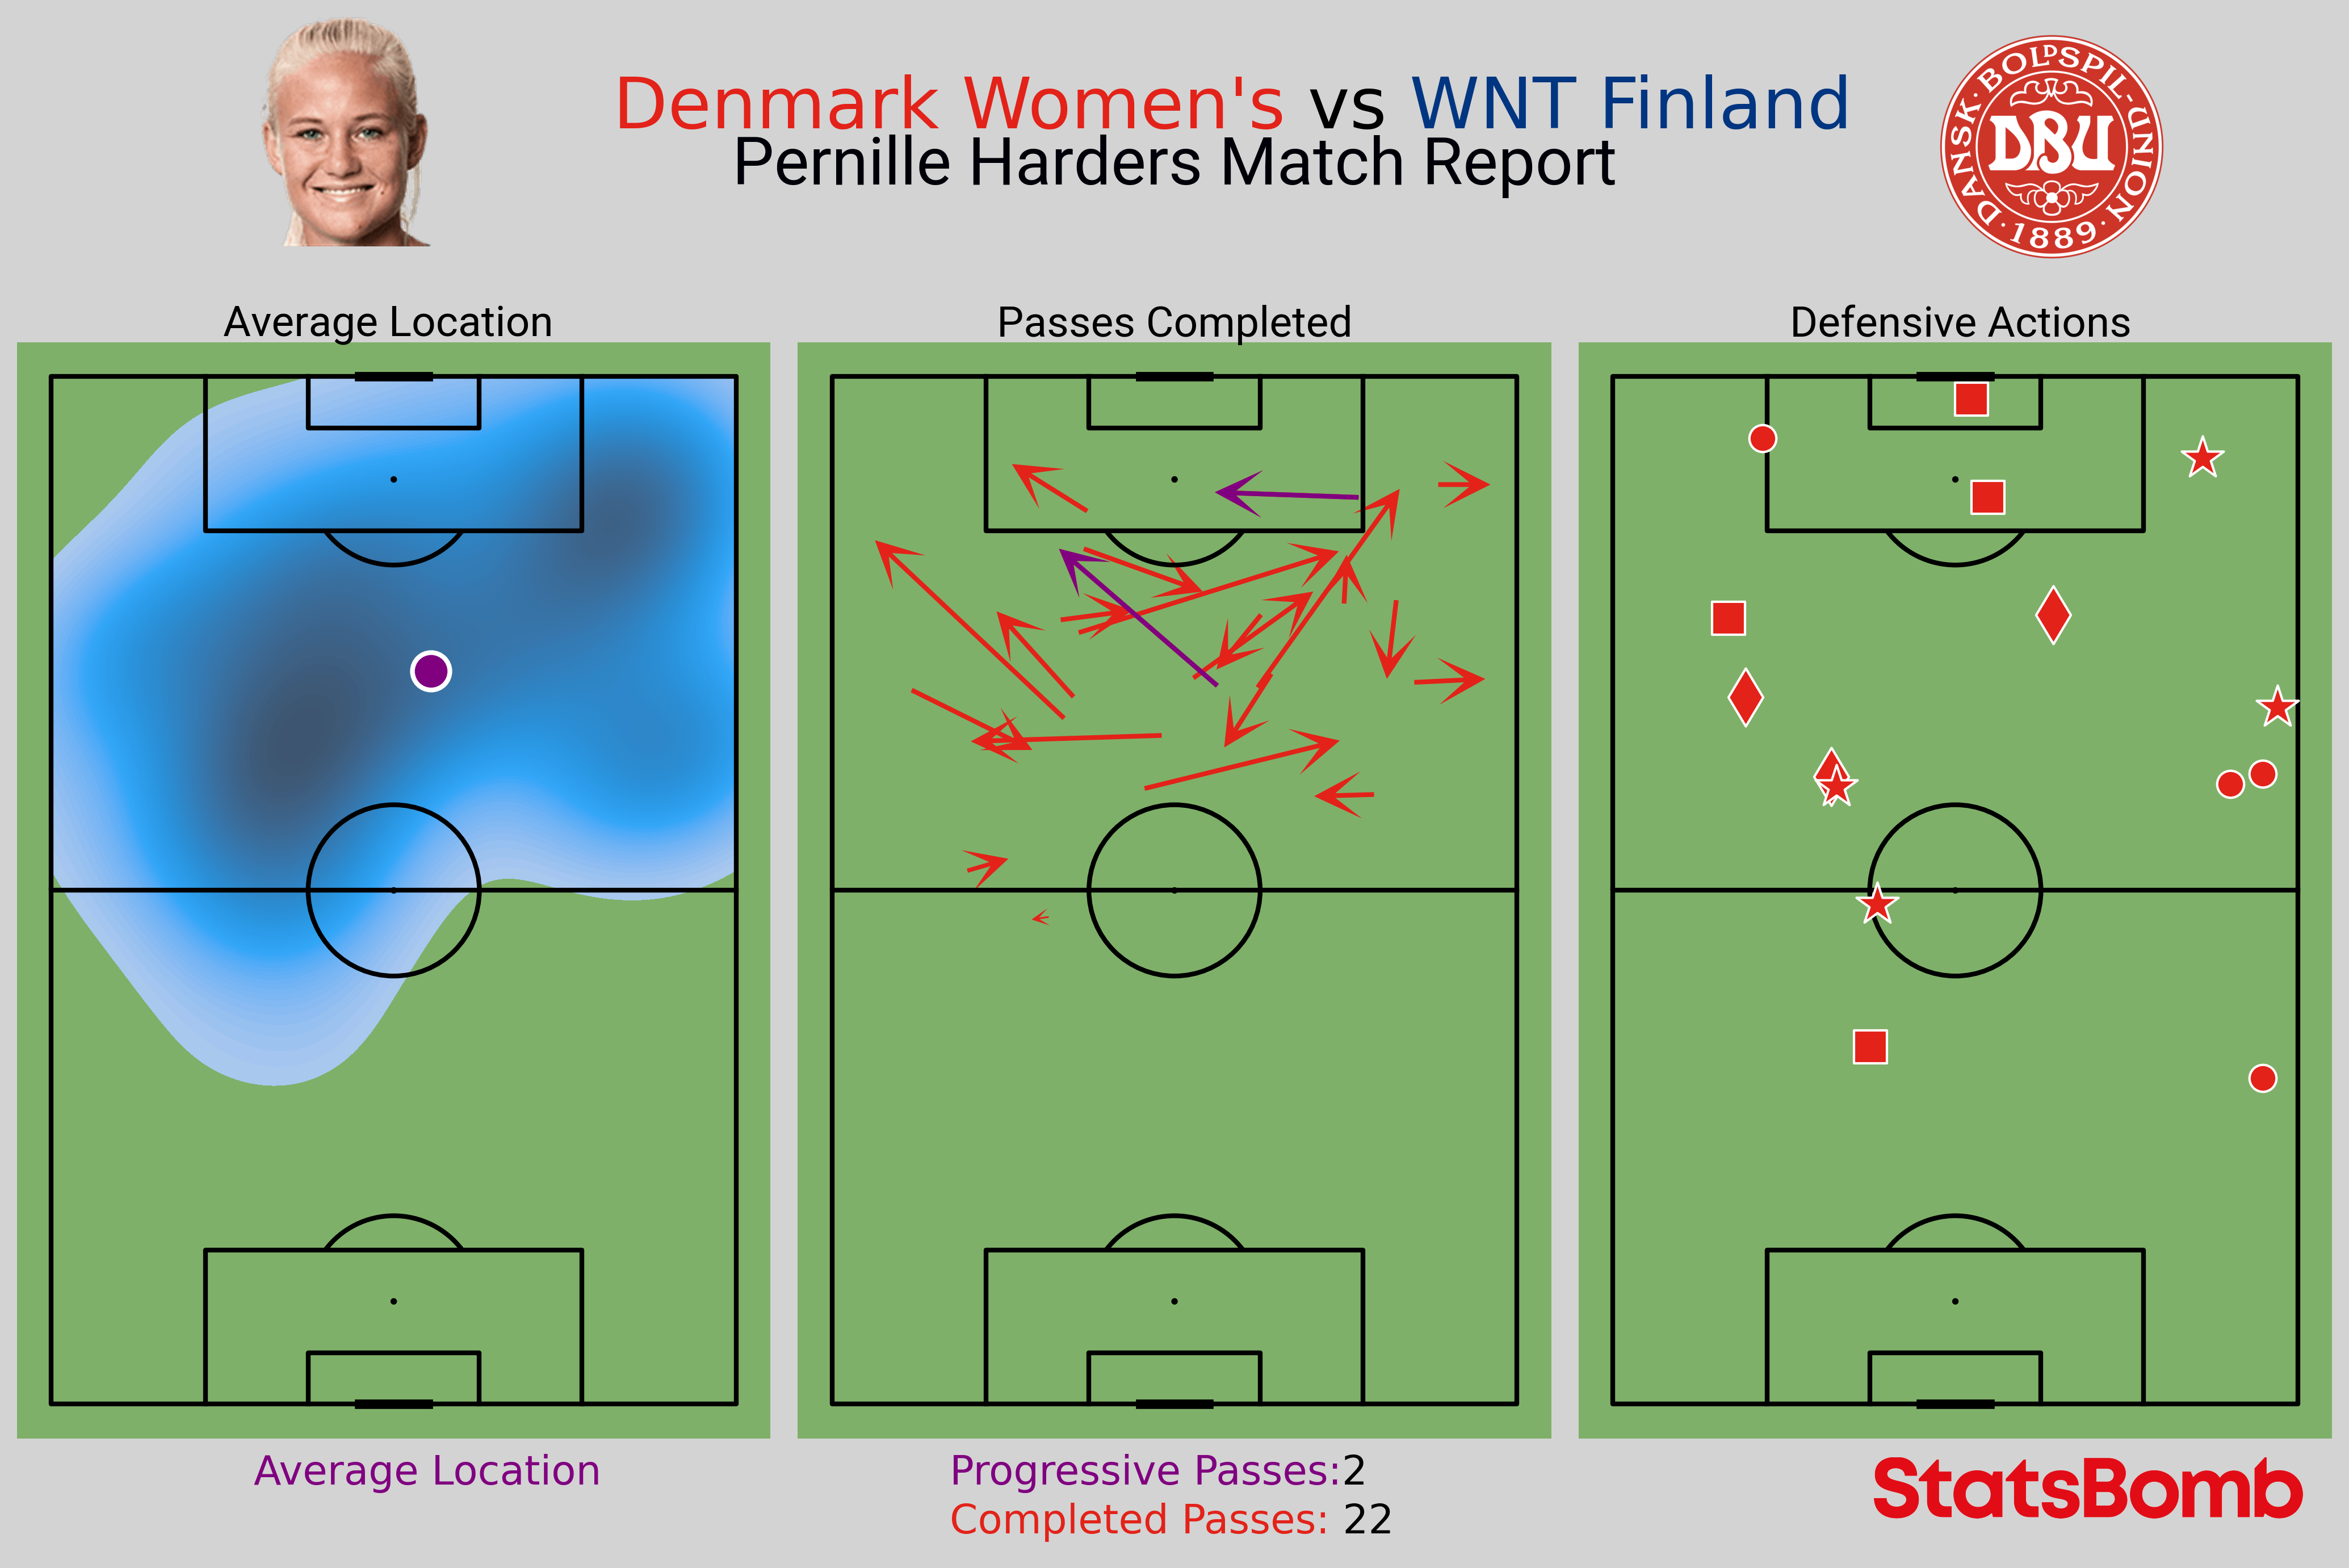 Denmark Women's vs WNT Finland
Pernille Harders Match Report
DANSK · BOLDSPIL-UNION · 1889 ·
DBU
Average Location
Passes Completed
Defensive Actions
Average Location
Progressive Passes:2
Completed Passes: 22
StatsBomb